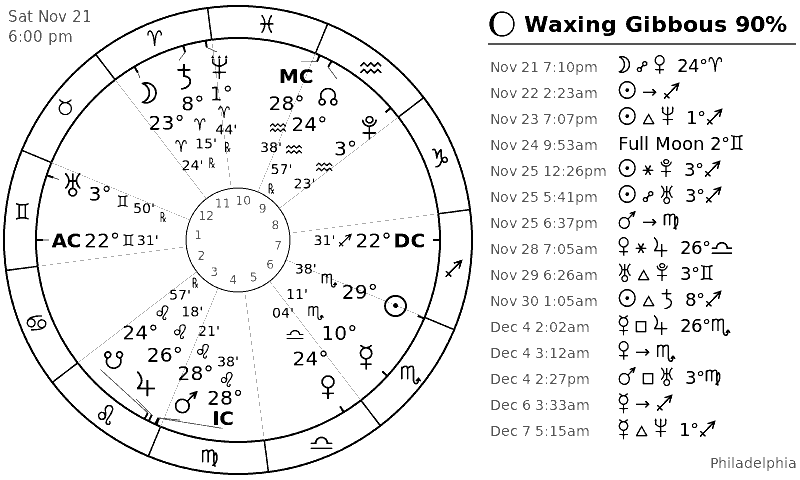 Sat Nov 21
6:00 pm
Waxing Gibbous 90%
Nov 21 7:10pm ☽ ☍ ♀ 24°♈
Nov 22 2:23am ☉ → ♐
Nov 23 7:07pm ☉ △ ♆ 1°♐
Nov 24 9:53am Full Moon 2°♊
Nov 25 12:26pm ☉ ⚹ ⯓ 3°♐
Nov 25 5:41pm ☉ ☍ ♅ 3°♐
Nov 25 6:37pm ♂ → ♍
Nov 28 7:05am ♀ ⚹ ♃ 26°♎
Nov 29 6:26am ♅ △ ⯓ 3°♊
Nov 30 1:05am ☉ △ ♄ 8°♐
Dec 4 2:02am ☿ □ ♃ 26°♏
Dec 4 3:12am ♀ → ♏
Dec 4 2:27pm ♂ □ ♅ 3°♍
Dec 6 3:33am ☿ → ♐
Dec 7 5:15am ☿ △ ♆ 1°♐
Philadelphia
♈ ♓ ♒ ♑ ♐ ♏ ♎ ♍ ♌ ♋ ♊ ♉
☽ 23° ♈ 24' ℞
♄ 8° ♈ 15' ℞
♆ 1° ♈ 44' ℞
MC 28° ♒ 38'
☊ 24° ♒ 57' ℞
⯓ 3° ♒ 23'
♅ 3° ♊ 50' ℞
AC 22° ♊ 31'
31' ♐ 22° DC
38' ♏ 29° ☉
11' ♏ 10° ☿
04' ♎ 24° ♀
57' ℞ ♌ 24° ☋
18' ♌ 26° ♃
21' ♌ 28° ♂
38' ♌ 28° IC
1 2 3 4 5 6 7 8 9 10 11 12